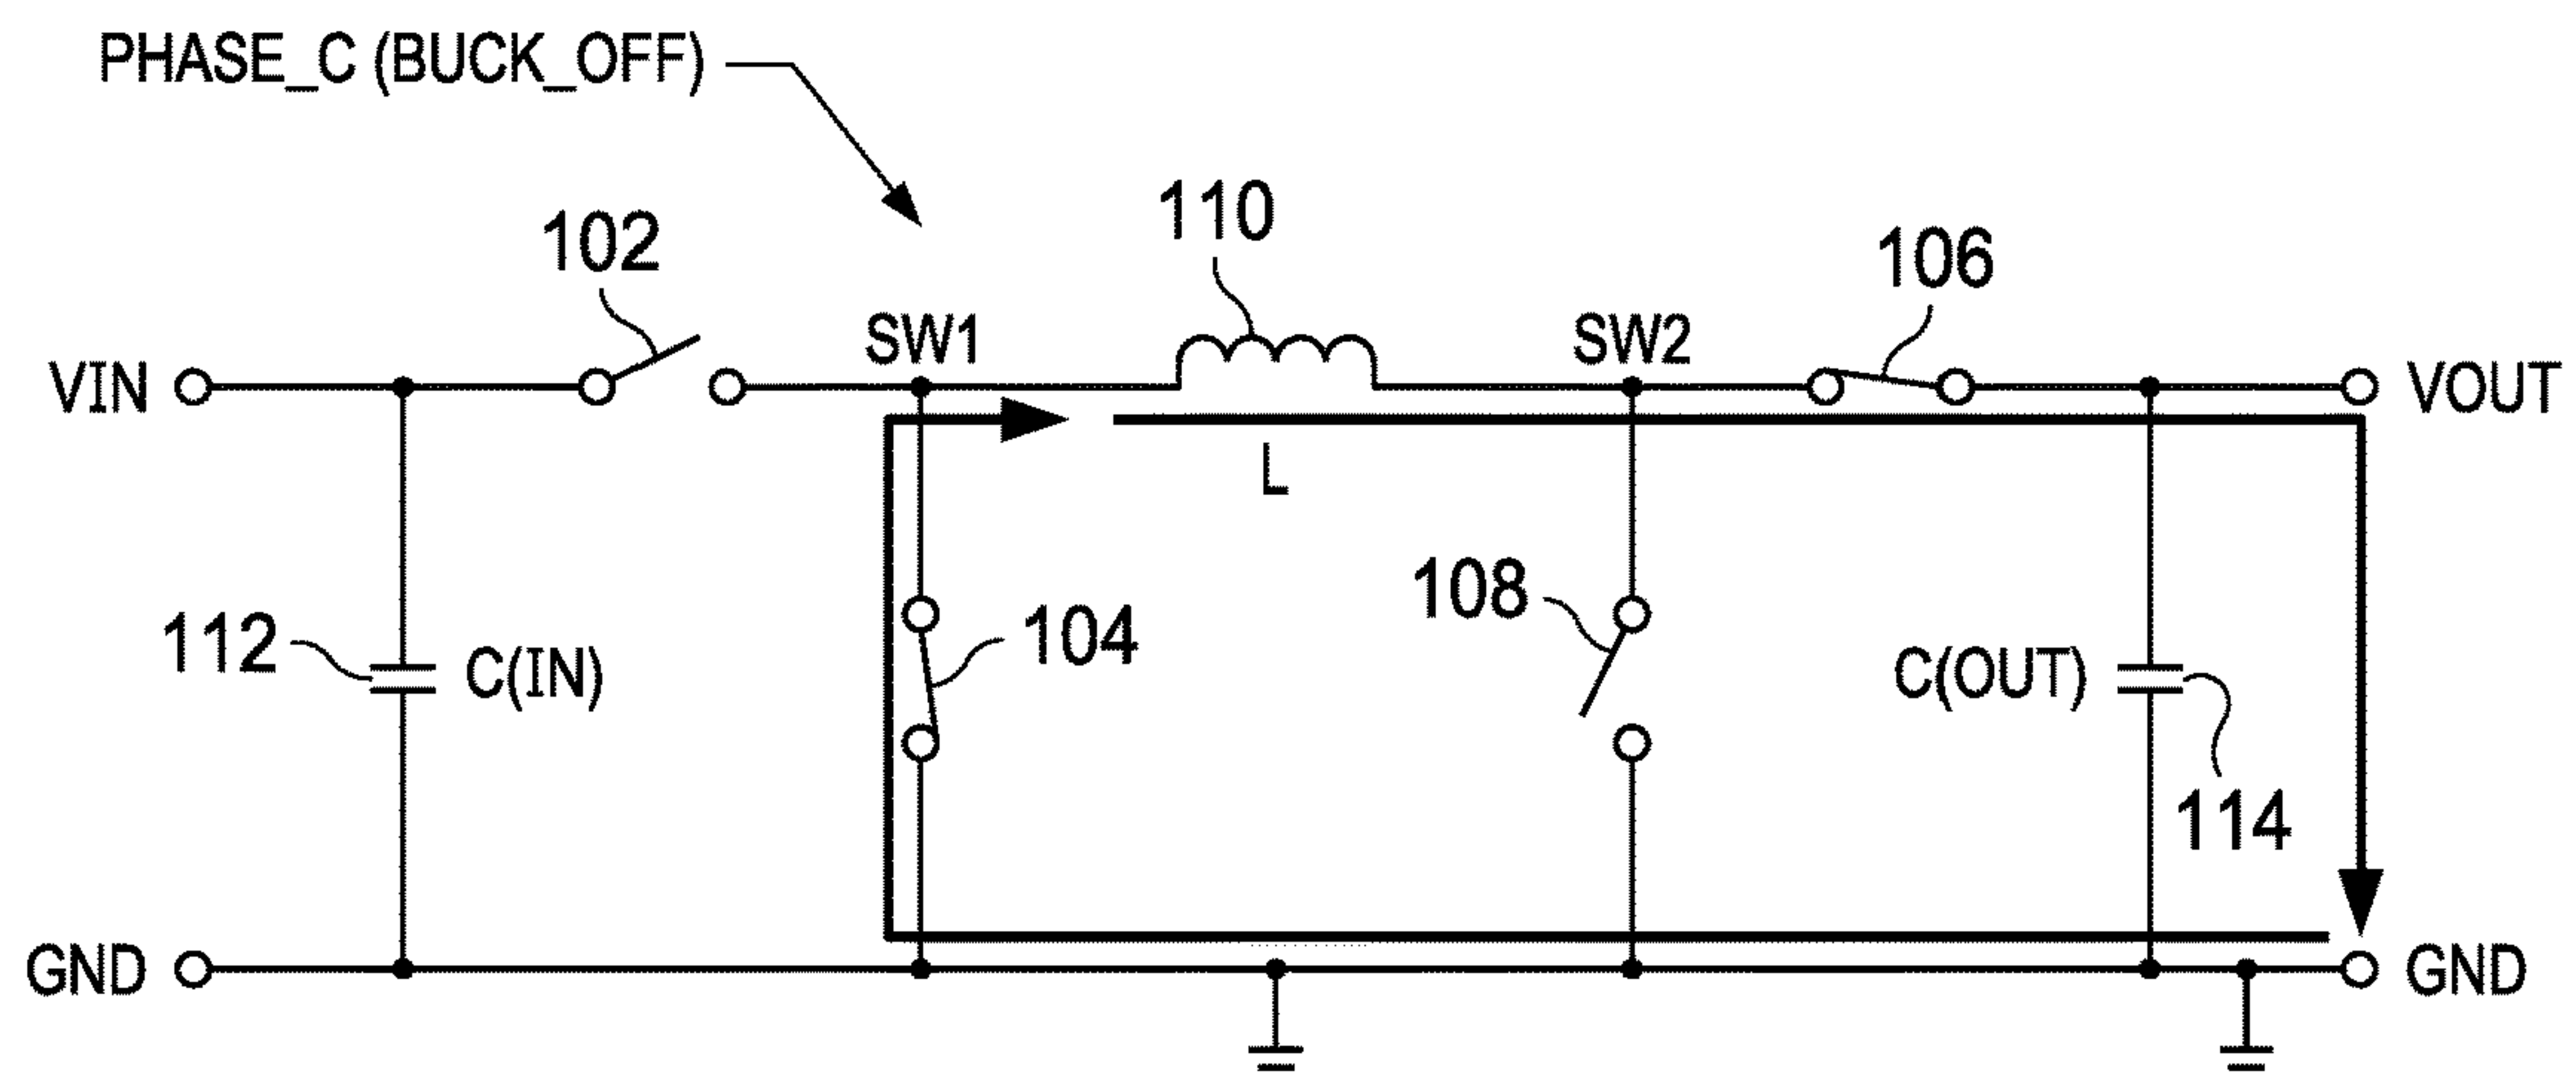 PHASE_C (BUCK_OFF)
110
102
106
SW1
SW2
VIN
VOUT
L
108
104
112
C(IN)
C(OUT)
114
GND
GND